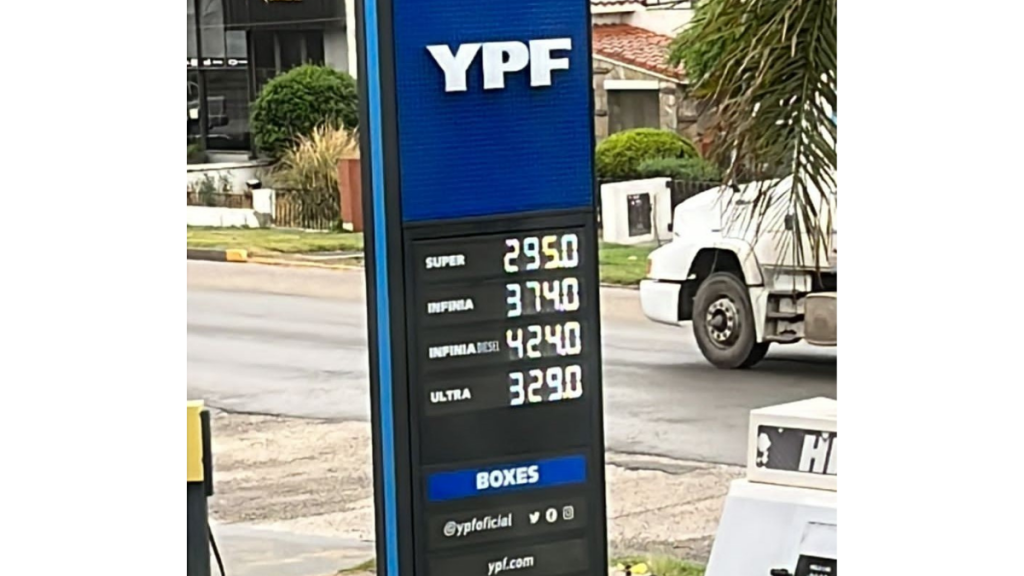 YPF
SUPER 295.0
INFINIA 374.0
INFINIA DIESEL 424.0
ULTRA 329.0
BOXES
@ypfoficial
ypf.com